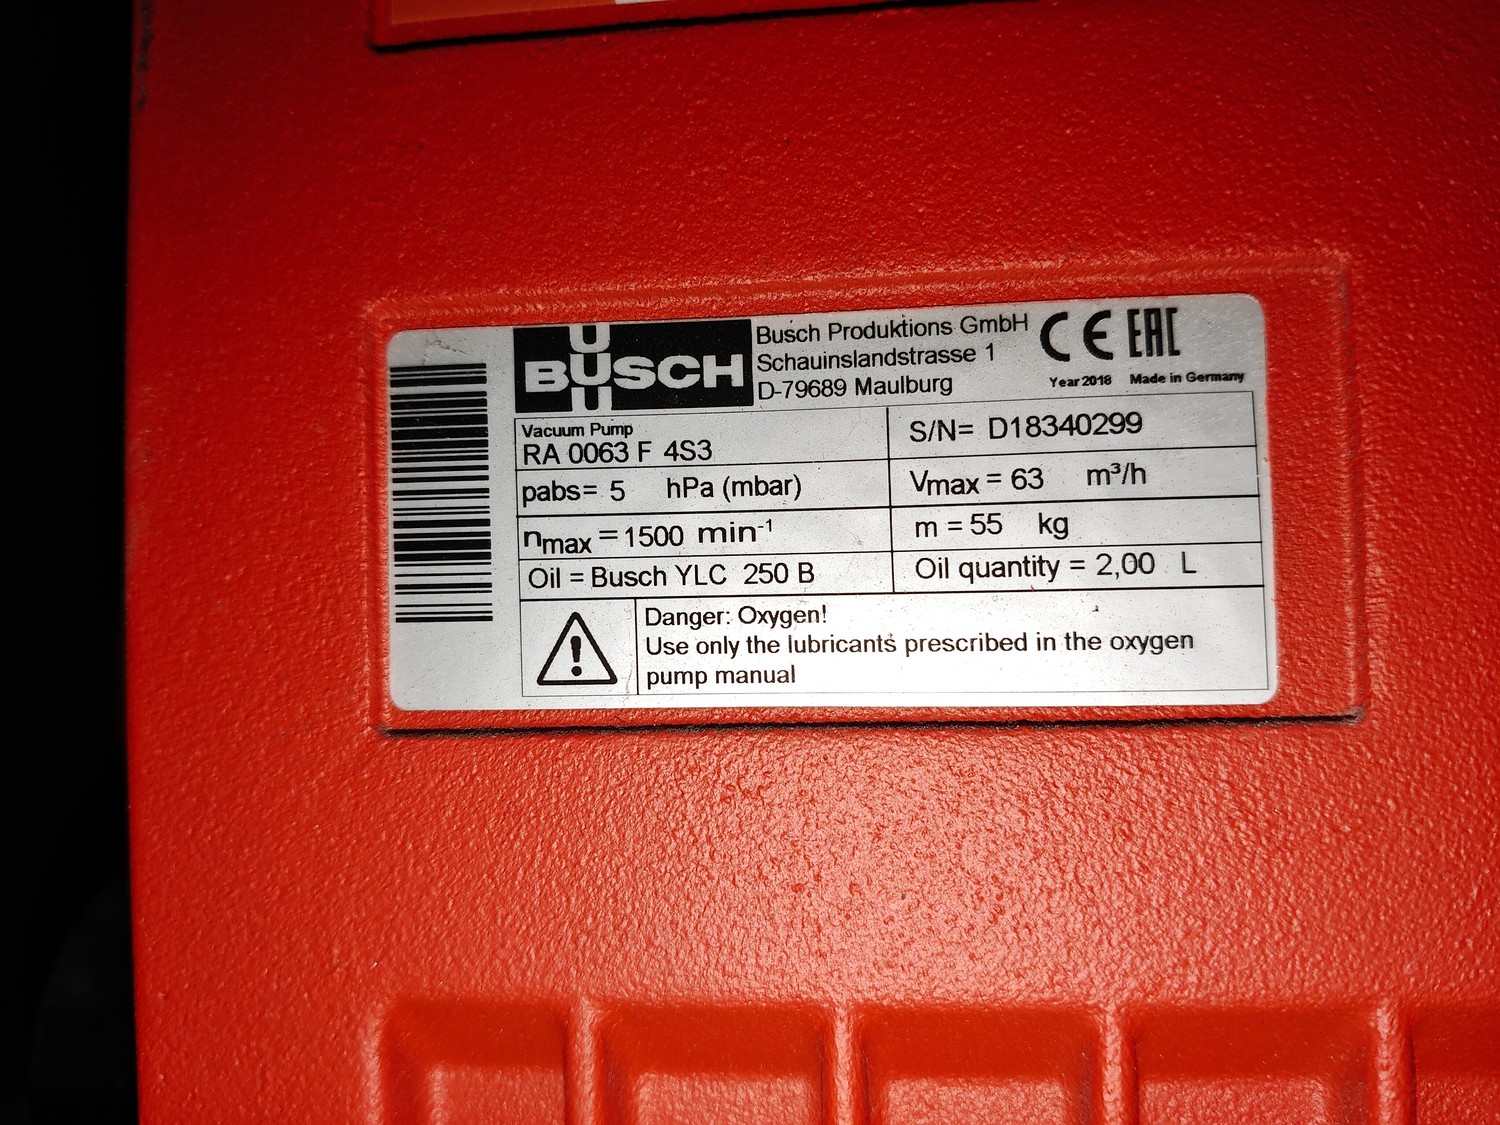 BUSCH
Busch Produktions GmbH
Schauinslandstrasse 1
D-79689 Maulburg
CE EAC
Year 2018 Made in Germany
Vacuum Pump
RA 0063 F 4S3
S/N= D18340299
pabs= 5 hPa (mbar)
Vmax = 63 m³/h
nmax = 1500 min⁻¹
m = 55 kg
Oil = Busch YLC 250 B
Oil quantity = 2,00 L
Danger: Oxygen!
Use only the lubricants prescribed in the oxygen
pump manual